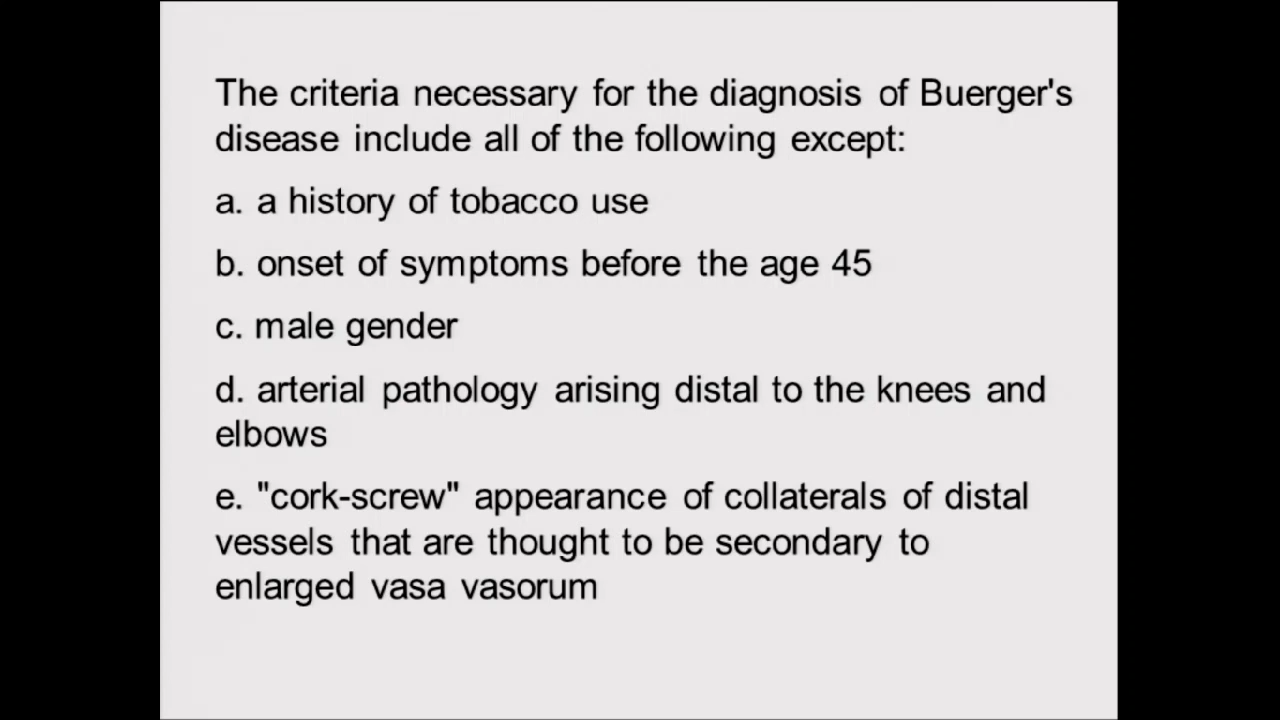 The criteria necessary for the diagnosis of Buerger's
disease include all of the following except:
a. a history of tobacco use
b. onset of symptoms before the age 45
c. male gender
d. arterial pathology arising distal to the knees and
elbows
e. "cork-screw" appearance of collaterals of distal
vessels that are thought to be secondary to
enlarged vasa vasorum